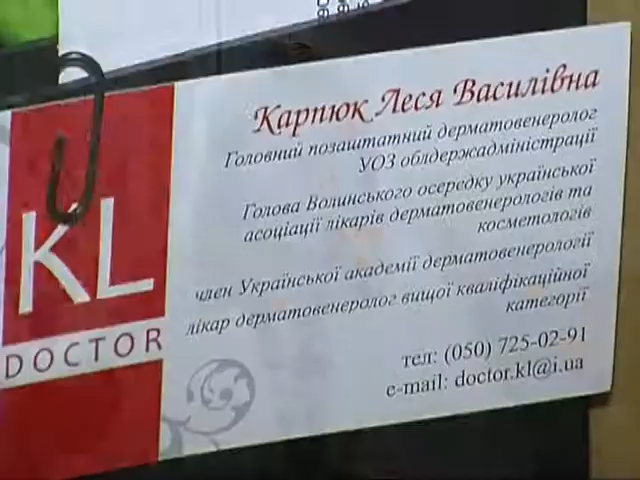 KL
DOCTOR
Карпюк Леся Василівна
Головний позаштатний дерматовенеролог
УОЗ облдержадміністрації
Голова Волинського осередку української
асоціації лікарів дерматовенерологів та
косметологів
член Української академії дерматовенерології
лікар дерматовенеролог вищої кваліфікаційної
категорії
тел: (050) 725-02-91
e-mail: doctor.kl@i.ua